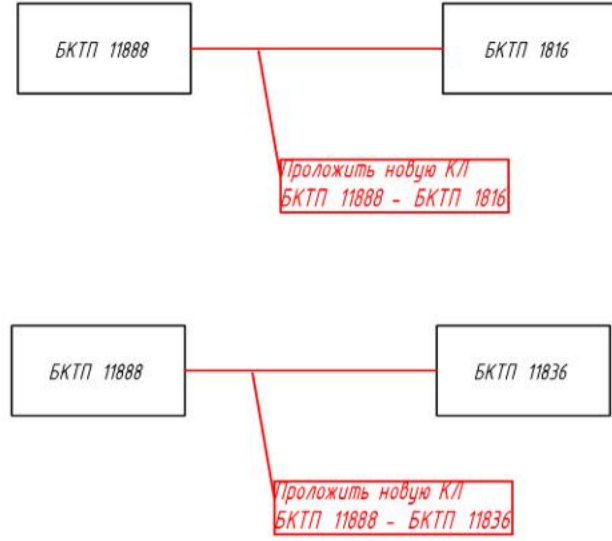 БКТП 11888
БКТП 1816
Проложить новую КЛ
БКТП 11888 - БКТП 1816
БКТП 11888
БКТП 11836
Проложить новую КЛ
БКТП 11888 - БКТП 11836